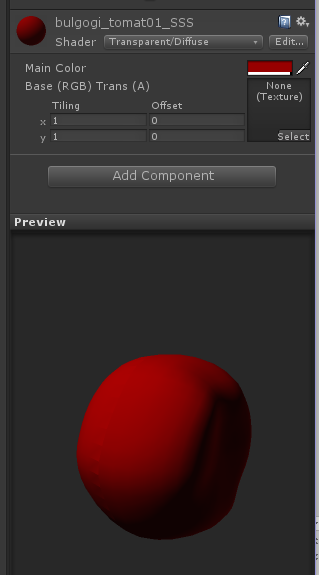 bulgogi_tomat01_SSS
Shader Transparent/Diffuse Edit...
Main Color
Base (RGB) Trans (A)
None
(Texture)
Tiling Offset
x 1 0
y 1 0
Select
Add Component
Preview